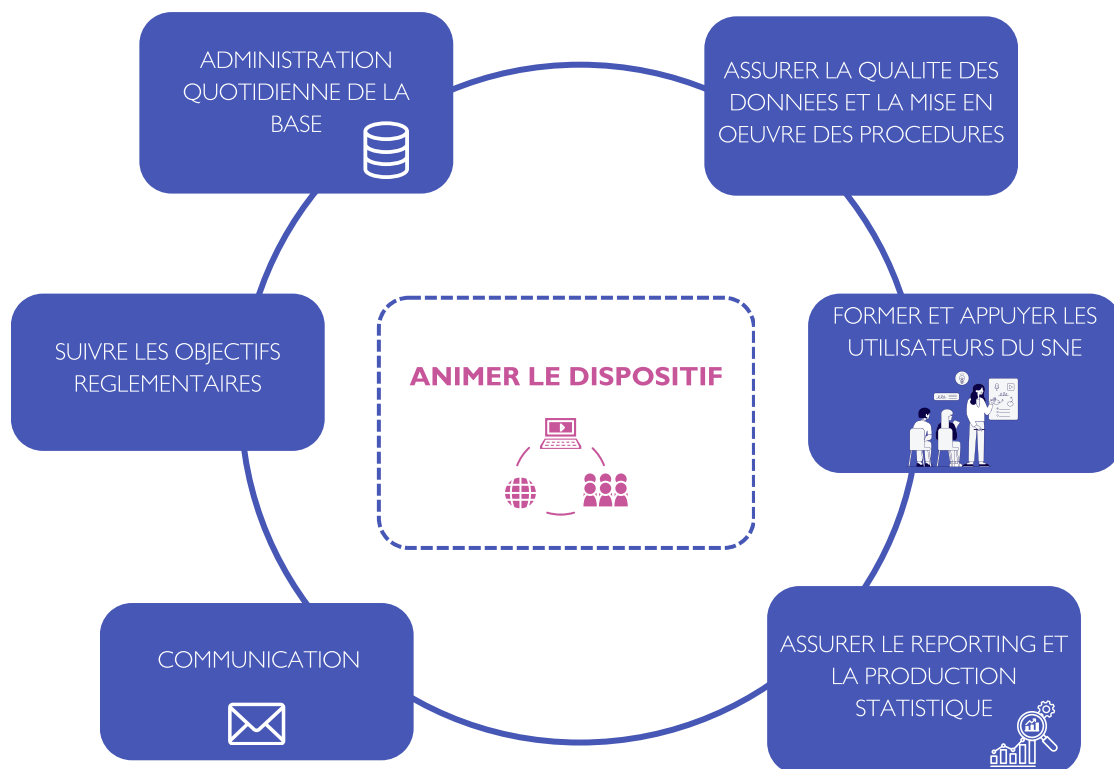 ADMINISTRATION
QUOTIDIENNE DE LA
BASE
ASSURER LA QUALITE DES
DONNEES ET LA MISE EN
OEUVRE DES PROCEDURES
SUIVRE LES OBJECTIFS
REGLEMENTAIRES
ANIMER LE DISPOSITIF
FORMER ET APPUYER LES
UTILISATEURS DU SNE
COMMUNICATION
ASSURER LE REPORTING ET
LA PRODUCTION
STATISTIQUE